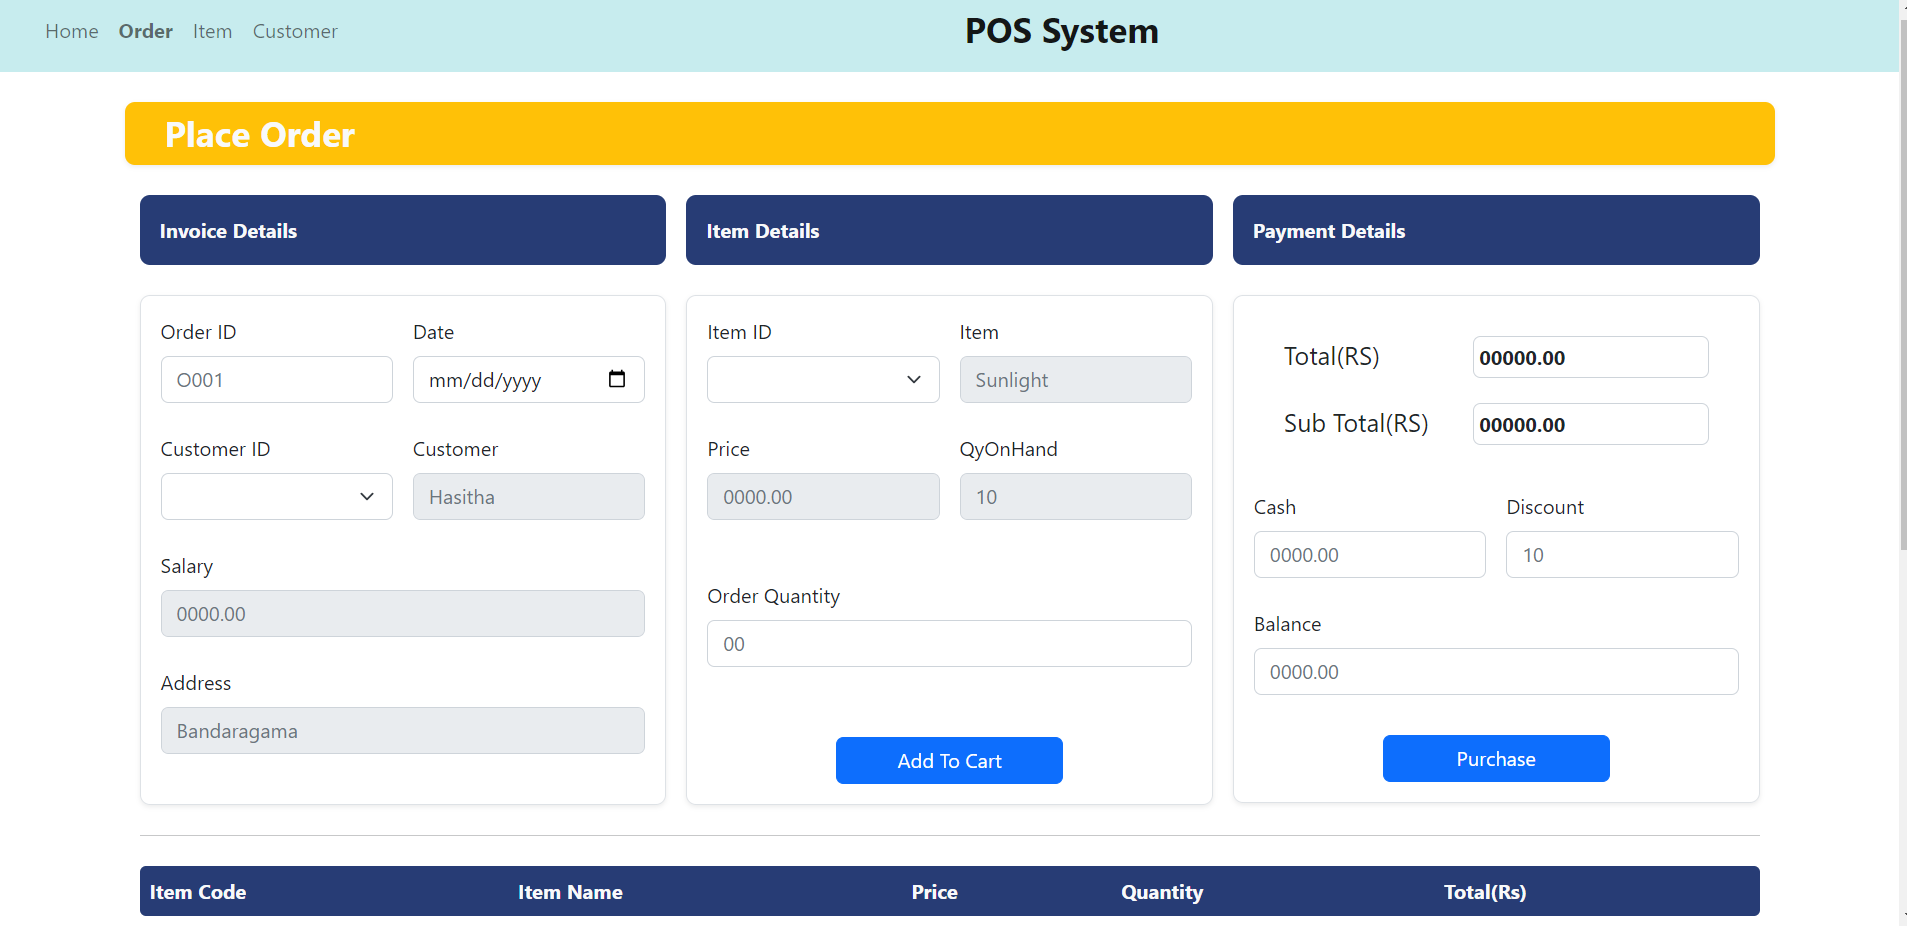 Home Order Item Customer POS System
Place Order
Invoice Details
Order ID Date
O001 mm/dd/yyyy
Customer ID Customer
Hasitha
Salary
0000.00
Address
Bandaragama
Item Details
Item ID Item
Sunlight
Price QyOnHand
0000.00 10
Order Quantity
00
Add To Cart
Payment Details
Total(RS) 00000.00
Sub Total(RS) 00000.00
Cash Discount
0000.00 10
Balance
0000.00
Purchase
Item Code Item Name Price Quantity Total(Rs)